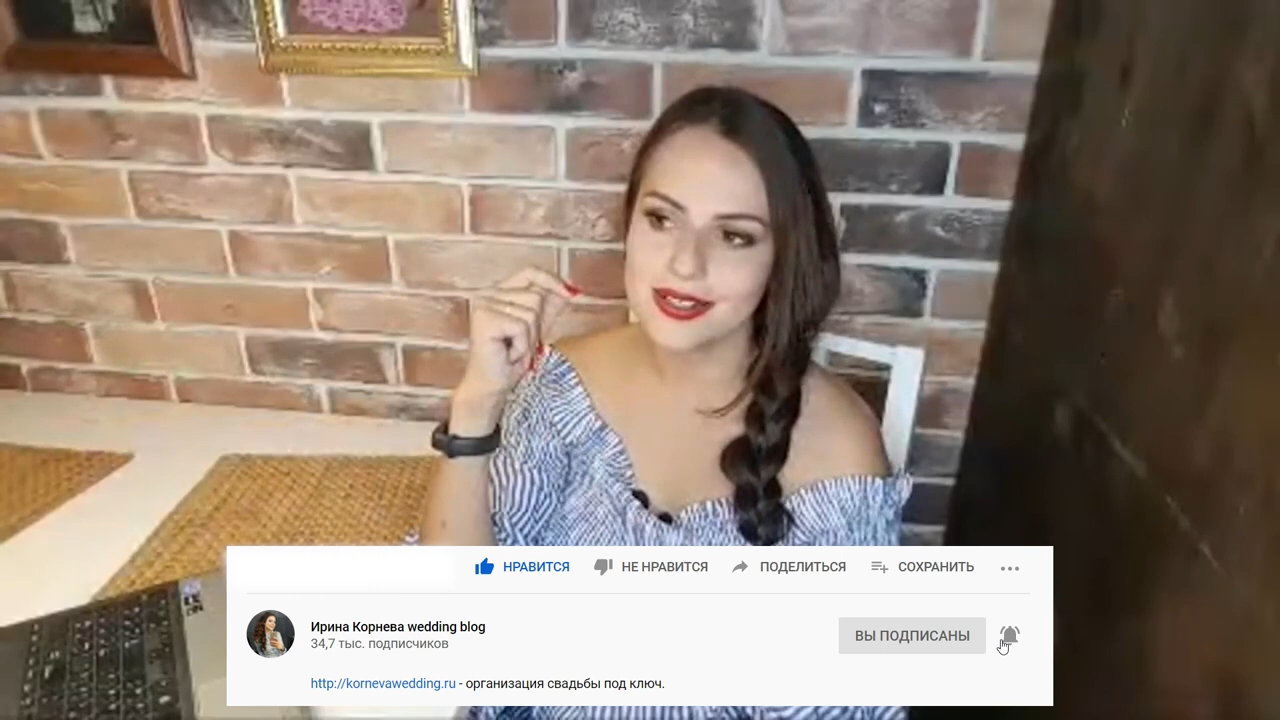 НРАВИТСЯ НЕ НРАВИТСЯ ПОДЕЛИТЬСЯ СОХРАНИТЬ
Ирина Корнева wedding blog
34,7 тыс. подписчиков
ВЫ ПОДПИСАНЫ
http://kornevawedding.ru - организация свадьбы под ключ.